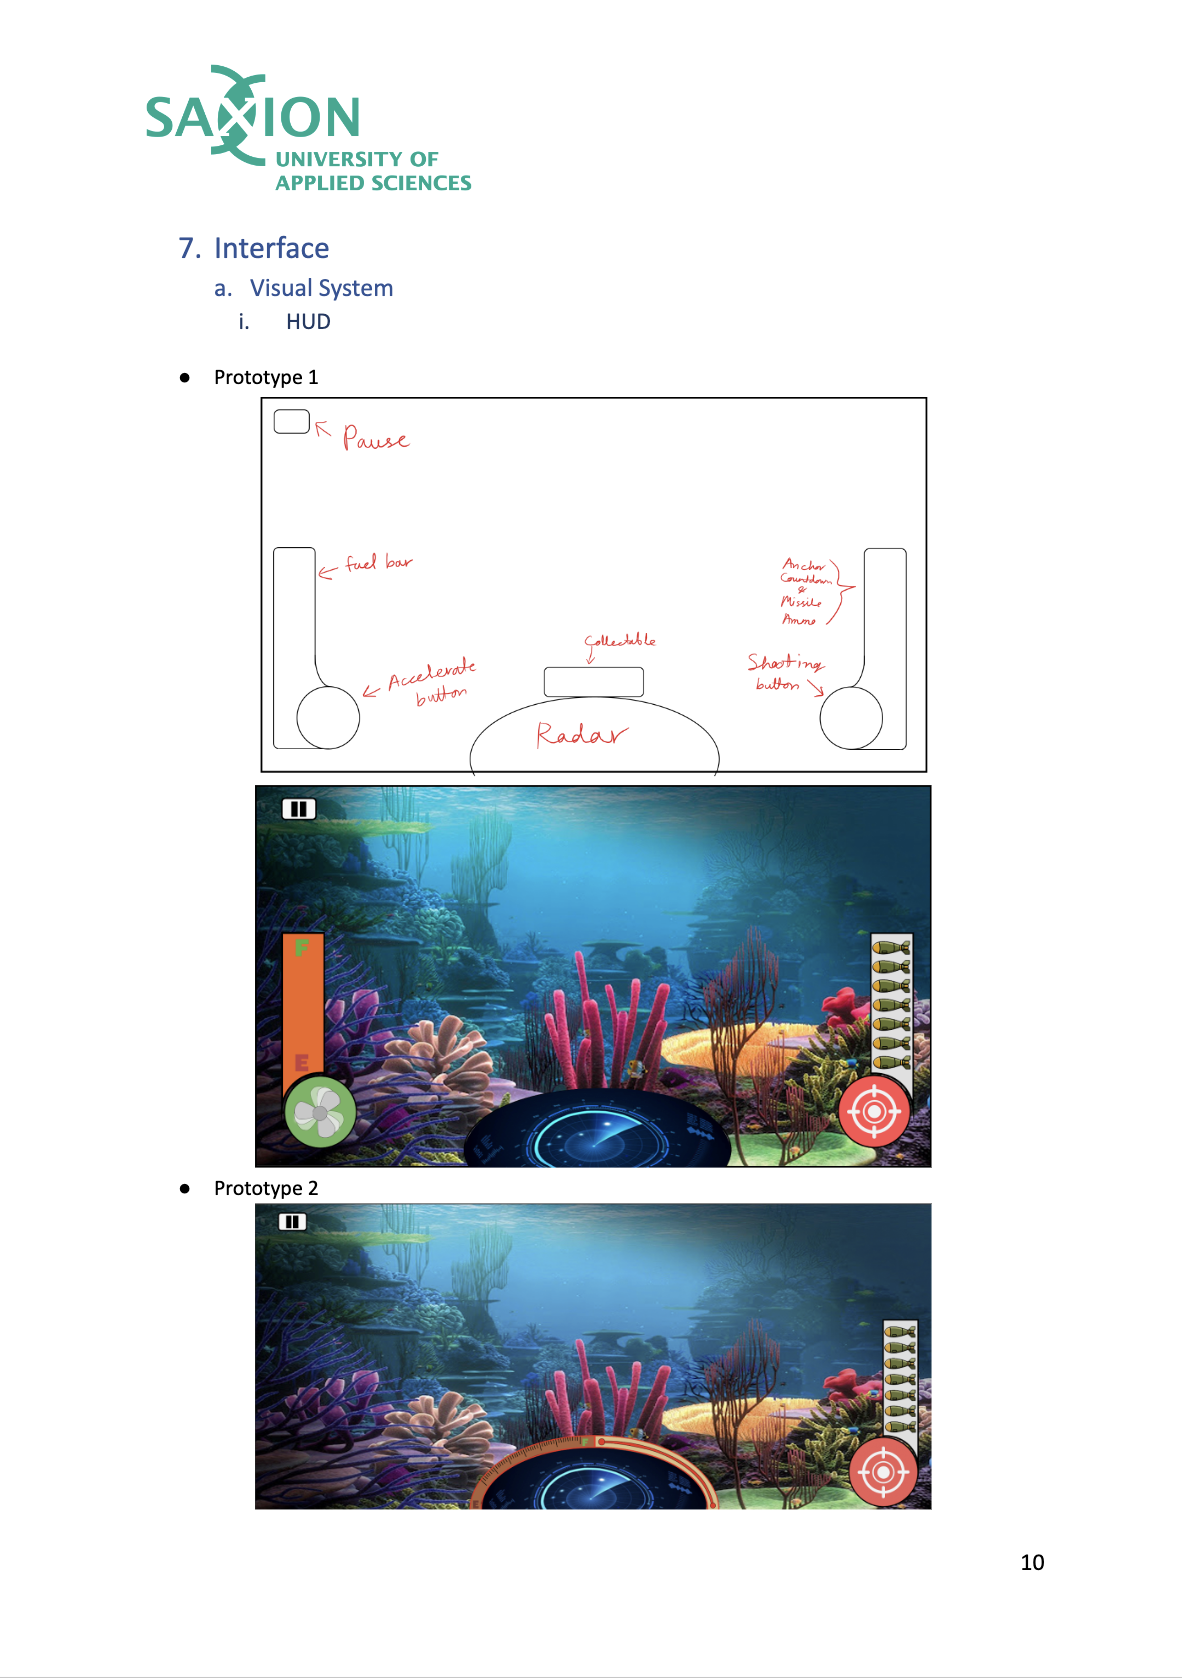 SAXION
UNIVERSITY OF
APPLIED SCIENCES
7. Interface
a. Visual System
i. HUD
● Prototype 1
Pause
fuel bar
Anchor
Countdown
&
Missile
Ammo
Collectable
Accelerate
button
Shooting
button
Radar
F
E
● Prototype 2
F
10